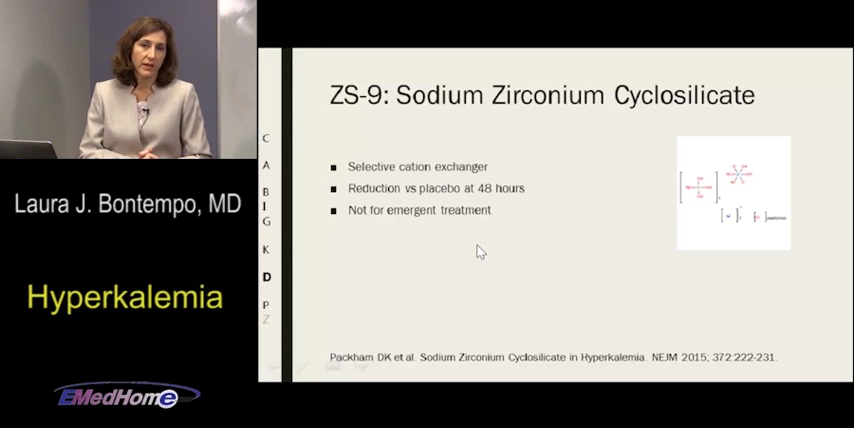 Laura J. Bontempo, MD
Hyperkalemia
EMedHome
C
A
B
I
G
K
D
P
Z
ZS-9: Sodium Zirconium Cyclosilicate
Selective cation exchanger
Reduction vs placebo at 48 hours
Not for emergent treatment
Packham DK et al. Sodium Zirconium Cyclosilicate in Hyperkalemia. NEJM 2015; 372:222-231.